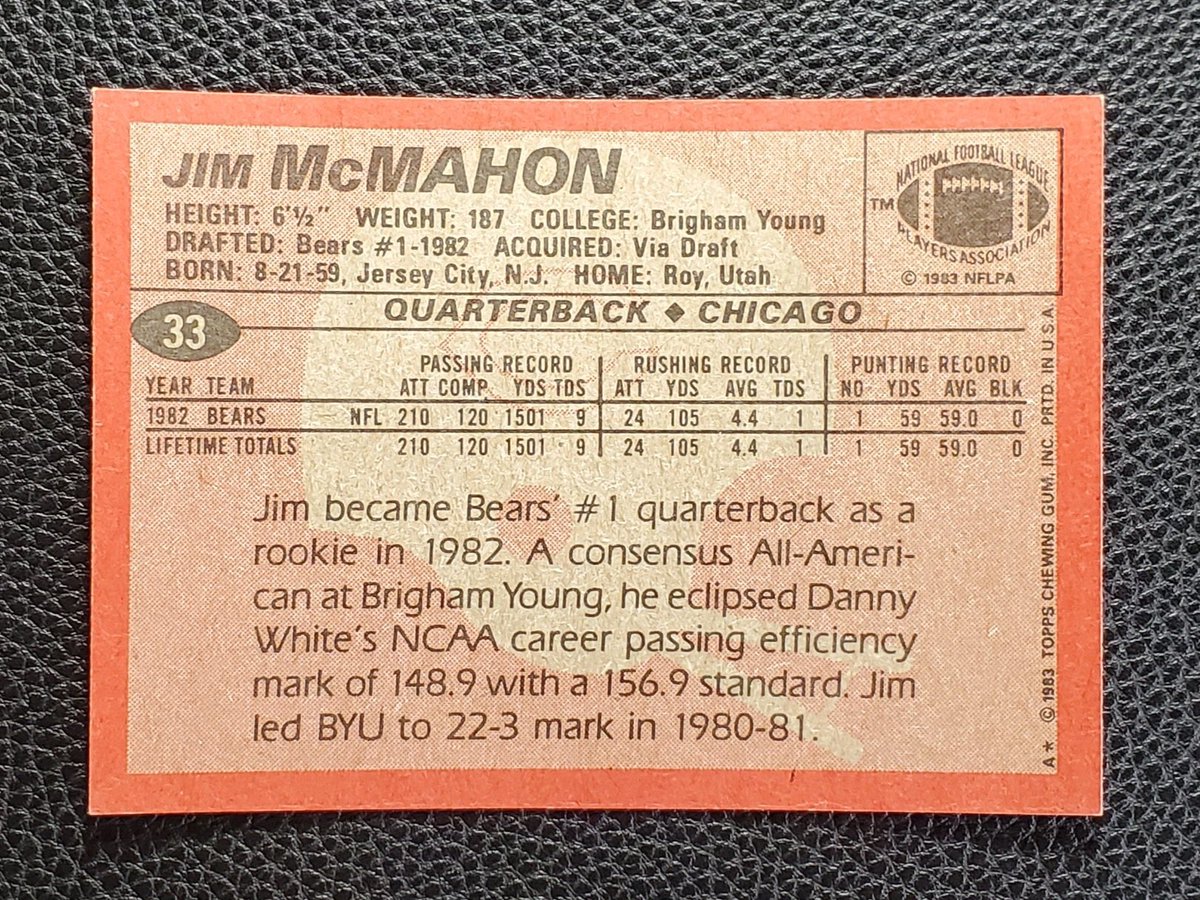 JIM McMAHON
HEIGHT: 6'½" WEIGHT: 187 COLLEGE: Brigham Young
DRAFTED: Bears #1-1982 ACQUIRED: Via Draft
BORN: 8-21-59, Jersey City, N.J. HOME: Roy, Utah
NATIONAL FOOTBALL LEAGUE
TM
PLAYERS ASSOCIATION
© 1983 NFLPA
33
QUARTERBACK ♦ CHICAGO
PASSING RECORD RUSHING RECORD PUNTING RECORD
YEAR TEAM ATT COMP YDS TDS ATT YDS AVG TDS NO YDS AVG BLK
1982 BEARS NFL 210 120 1501 9 24 105 4.4 1 1 59 59.0 0
LIFETIME TOTALS 210 120 1501 9 24 105 4.4 1 1 59 59.0 0
Jim became Bears' #1 quarterback as a
rookie in 1982. A consensus All-Ameri-
can at Brigham Young, he eclipsed Danny
White's NCAA career passing efficiency
mark of 148.9 with a 156.9 standard. Jim
led BYU to 22-3 mark in 1980-81.
A* © 1983 TOPPS CHEWING GUM, INC. PRTD. IN U.S.A.